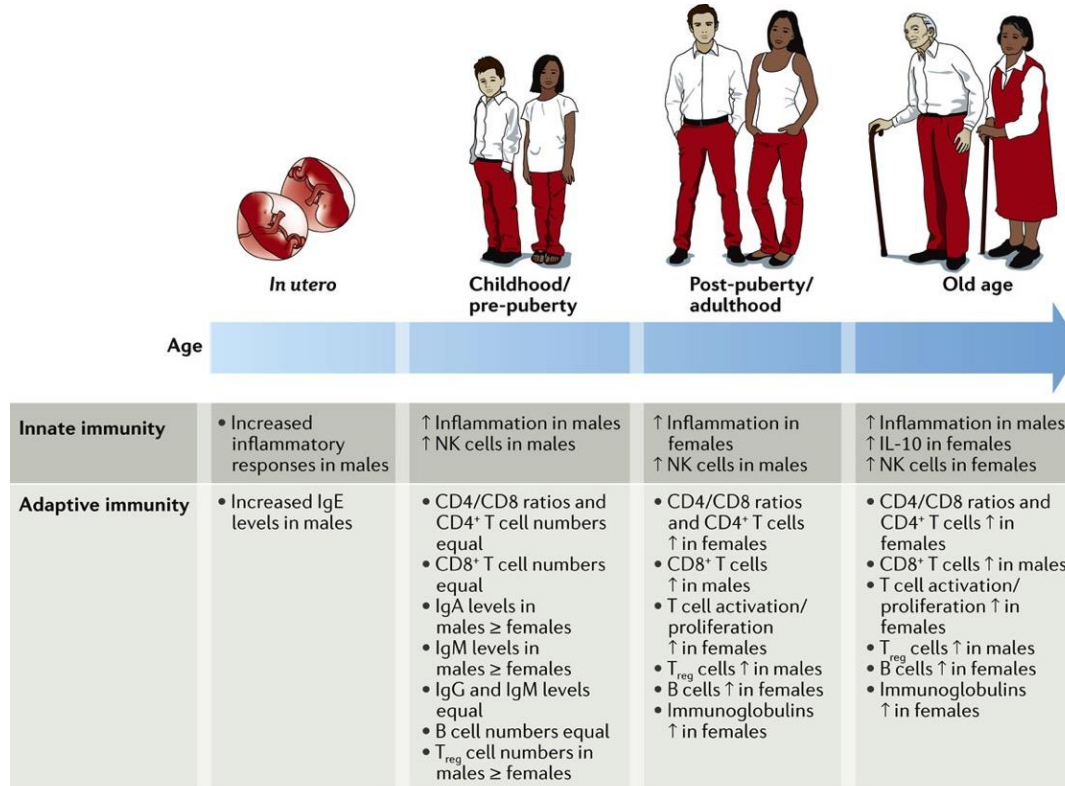 In utero
Childhood/
pre-puberty
Post-puberty/
adulthood
Old age
Age
Innate immunity
• Increased
inflammatory
responses in males
↑ Inflammation in males
↑ NK cells in males
↑ Inflammation in
females
↑ NK cells in males
↑ Inflammation in males
↑ IL-10 in females
↑ NK cells in females
Adaptive immunity
• Increased IgE
levels in males
• CD4/CD8 ratios and
CD4⁺ T cell numbers
equal
• CD8⁺ T cell numbers
equal
• IgA levels in
males ≥ females
• IgM levels in
males ≥ females
• IgG and IgM levels
equal
• B cell numbers equal
• Treg cell numbers in
males ≥ females
• CD4/CD8 ratios
and CD4⁺ T cells
↑ in females
• CD8⁺ T cells
↑ in males
• T cell activation/
proliferation
↑ in females
• Treg cells ↑ in males
• B cells ↑ in females
• Immunoglobulins
↑ in females
• CD4/CD8 ratios and
CD4⁺ T cells ↑ in
females
• CD8⁺ T cells ↑ in males
• T cell activation/
proliferation ↑ in
females
• Treg cells ↑ in males
• B cells ↑ in females
• Immunoglobulins
↑ in females